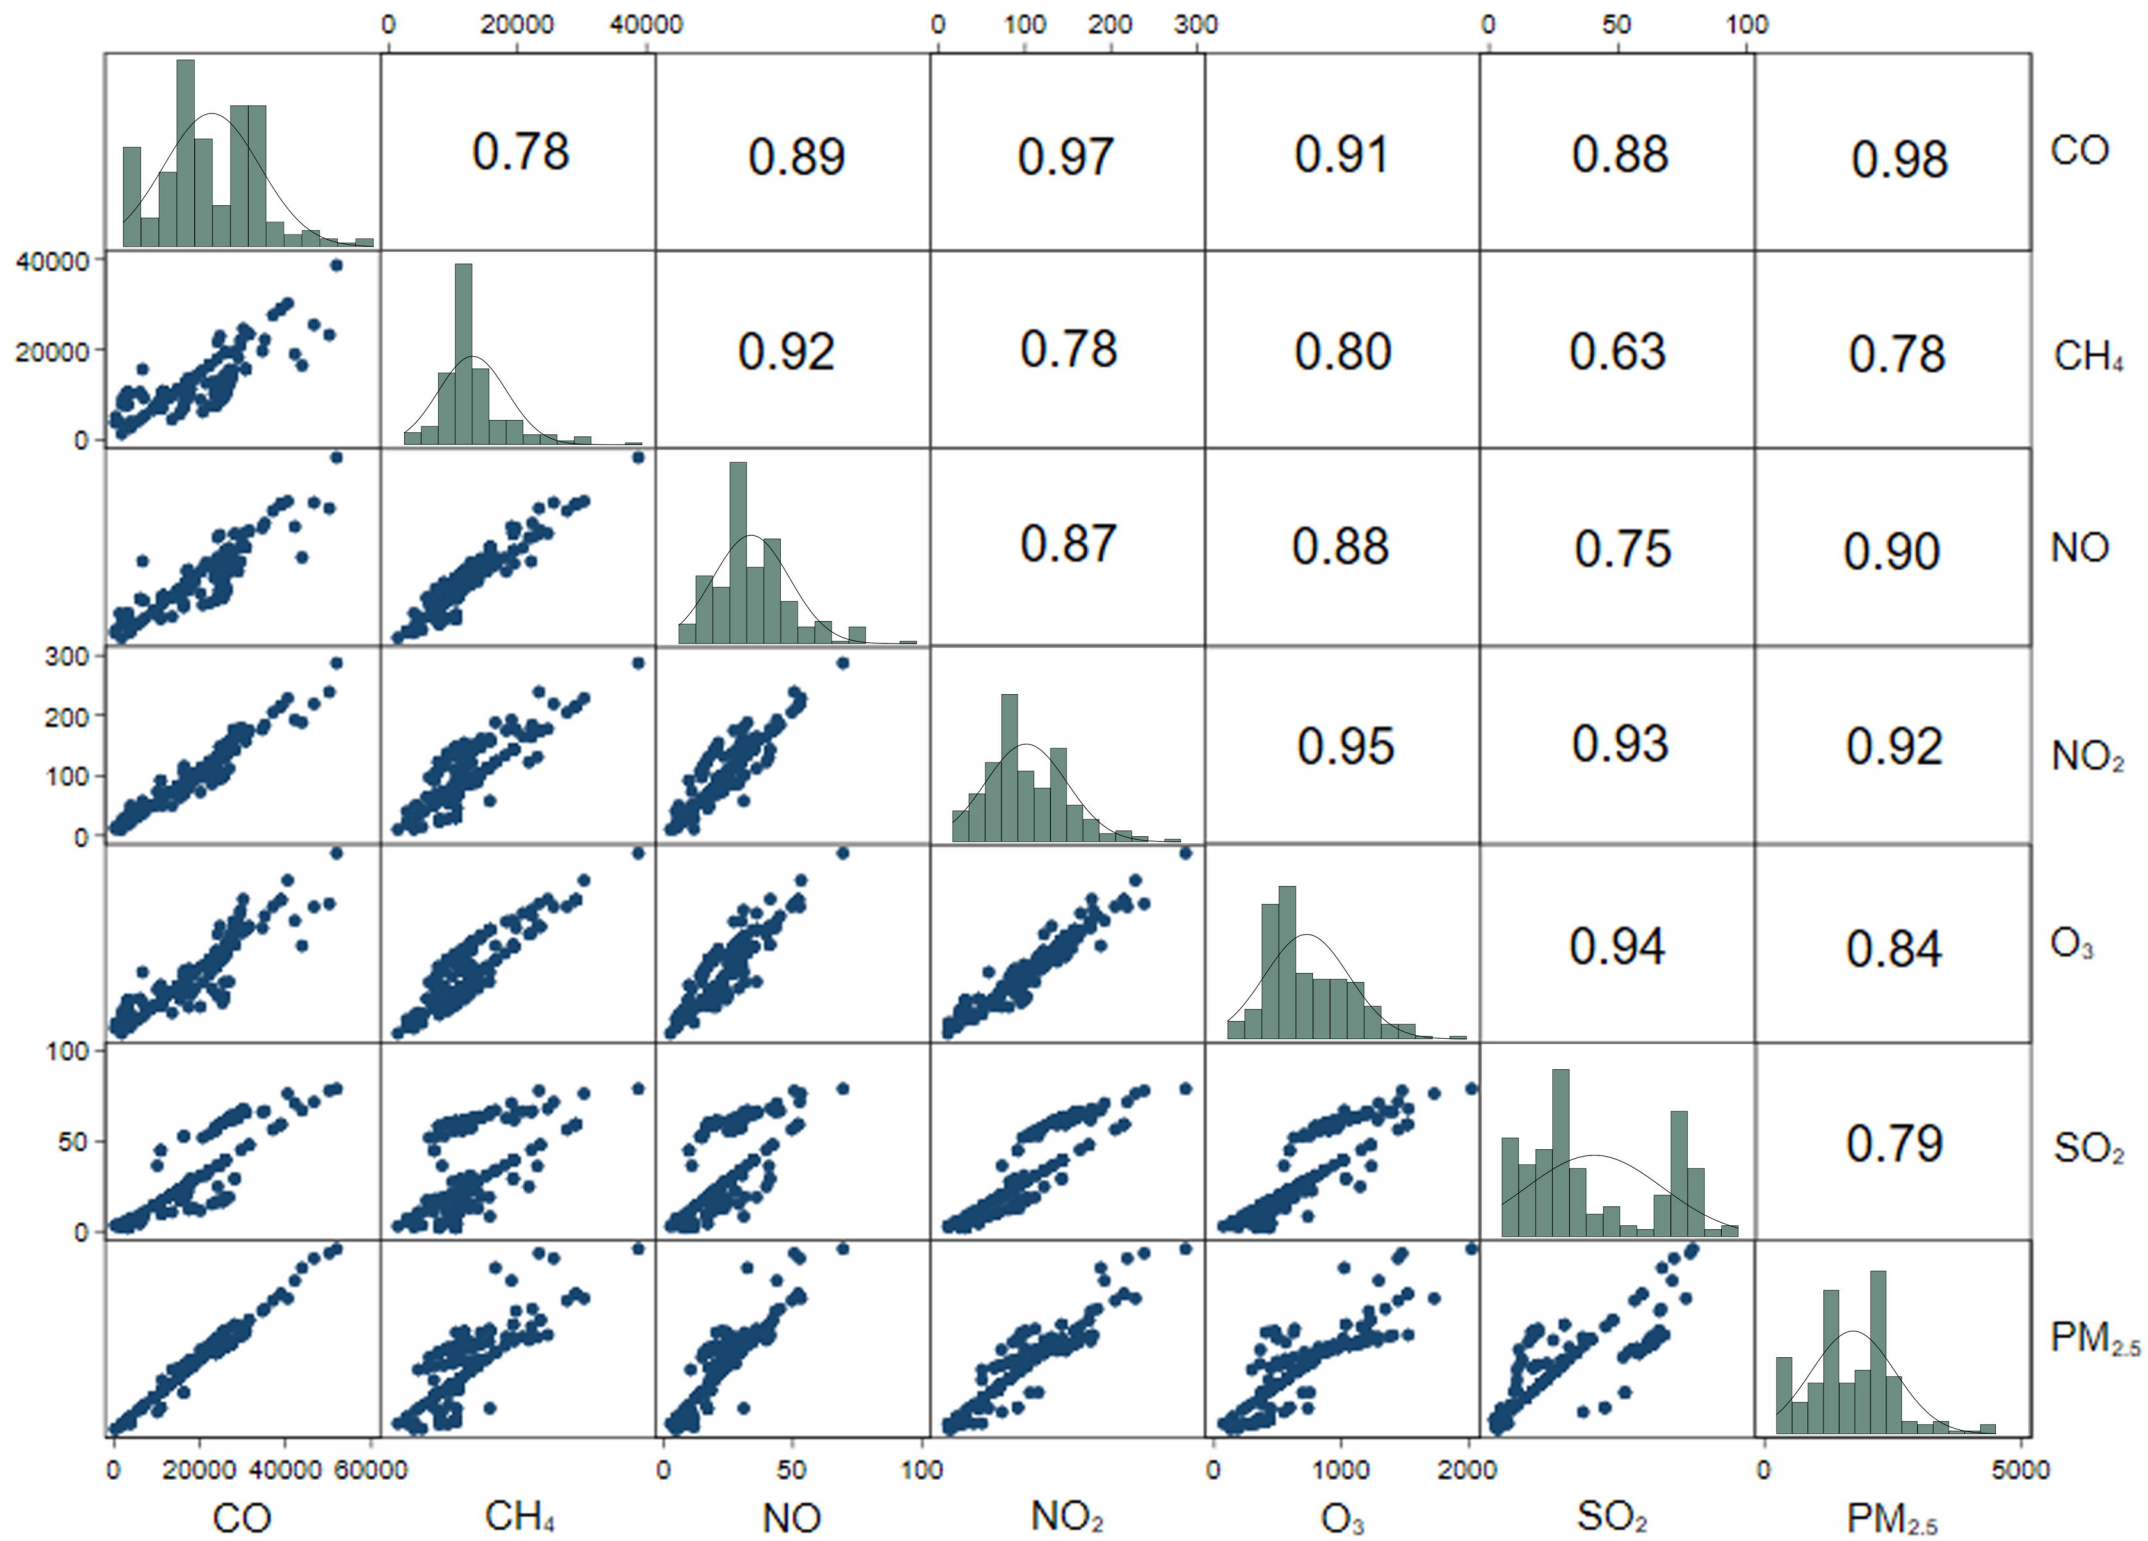 0 20000 40000 0 100 200 300 0 50 100
0.78 0.89 0.97 0.91 0.88 0.98 CO
40000
20000
0
0.92 0.78 0.80 0.63 0.78 CH₄
0.87 0.88 0.75 0.90 NO
300
200
100
0
0.95 0.93 0.92 NO₂
0.94 0.84 O₃
100
50
0
0.79 SO₂
PM₂.₅
0 20000 40000 60000 0 50 100 0 1000 2000 0 5000
CO CH₄ NO NO₂ O₃ SO₂ PM₂.₅